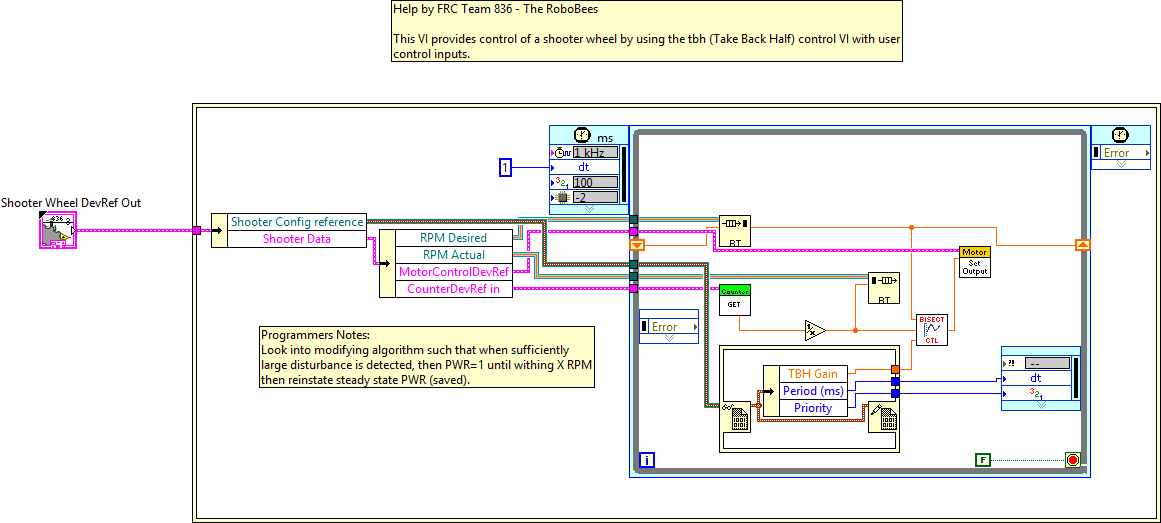 Help by FRC Team 836 - The RoboBees
This VI provides control of a shooter wheel by using the tbh (Take Back Half) control VI with user
control inputs.
ms
1 kHz
Error
1
dt
100
-2
Shooter Wheel DevRef Out
836
Shooter Config reference
Shooter Data
RPM Desired
RPM Actual
MotorControlDevRef
CounterDevRef in
RT
Motor
Set
Output
RT
Counter
GET
Error
1/x
BISECT
CTL
Programmers Notes:
Look into modifying algorithm such that when sufficiently
large disturbance is detected, then PWR=1 until withing X RPM
then reinstate steady state PWR (saved).
TBH Gain
Period (ms)
Priority
?!
--
dt
321
i
F